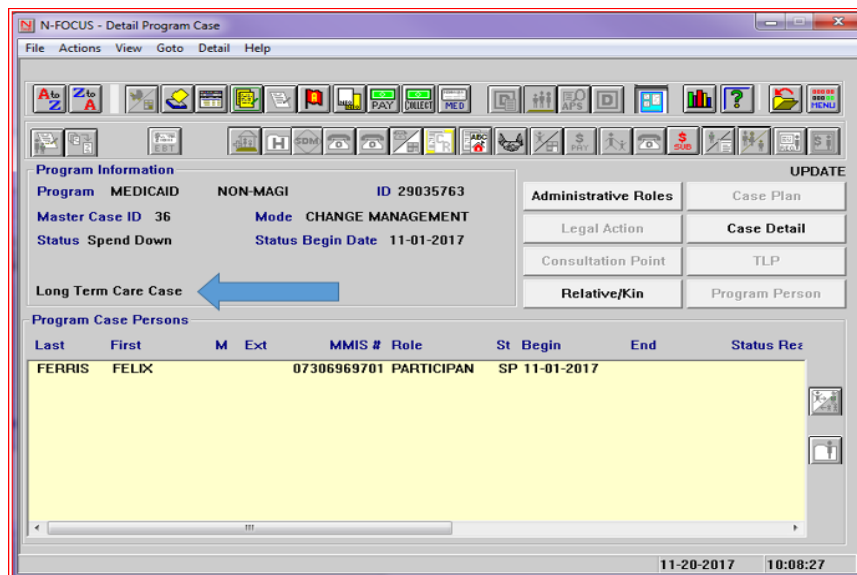 N-FOCUS - Detail Program Case
File Actions View Goto Detail Help
A to Z Z to A PAY COLLECT MED APS D MENU
EBT H SDM ABC $ PAY $ SUB $
Program Information
UPDATE
Program MEDICAID NON-MAGI ID 29035763
Master Case ID 36 Mode CHANGE MANAGEMENT
Status Spend Down Status Begin Date 11-01-2017
Long Term Care Case
Administrative Roles Case Plan
Legal Action Case Detail
Consultation Point TLP
Relative/Kin Program Person
Program Case Persons
Last First M Ext MMIS # Role St Begin End Status Rea
FERRIS FELIX 07306969701 PARTICIPAN SP 11-01-2017
11-20-2017 10:08:27